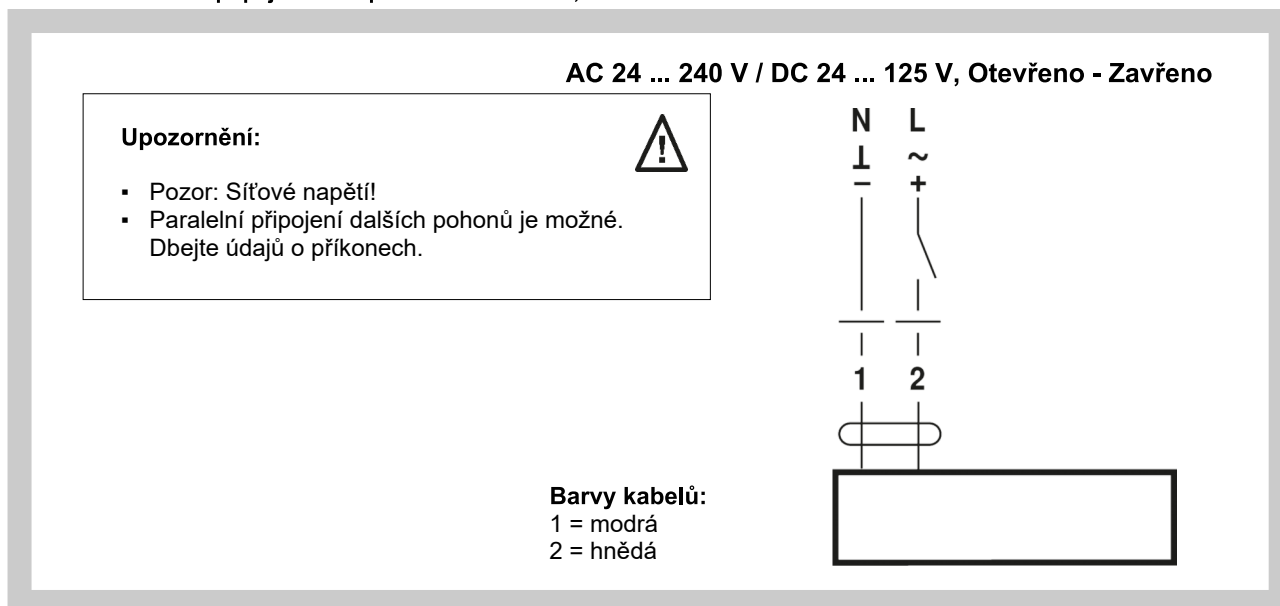 AC 24 ... 240 V / DC 24 ... 125 V, Otevřeno - Zavřeno
Upozornění:
▪ Pozor: Síťové napětí!
▪ Paralelní připojení dalších pohonů je možné.
Dbejte údajů o příkonech.
N L
⊥ ~
− +
1 2
Barvy kabelů:
1 = modrá
2 = hnědá